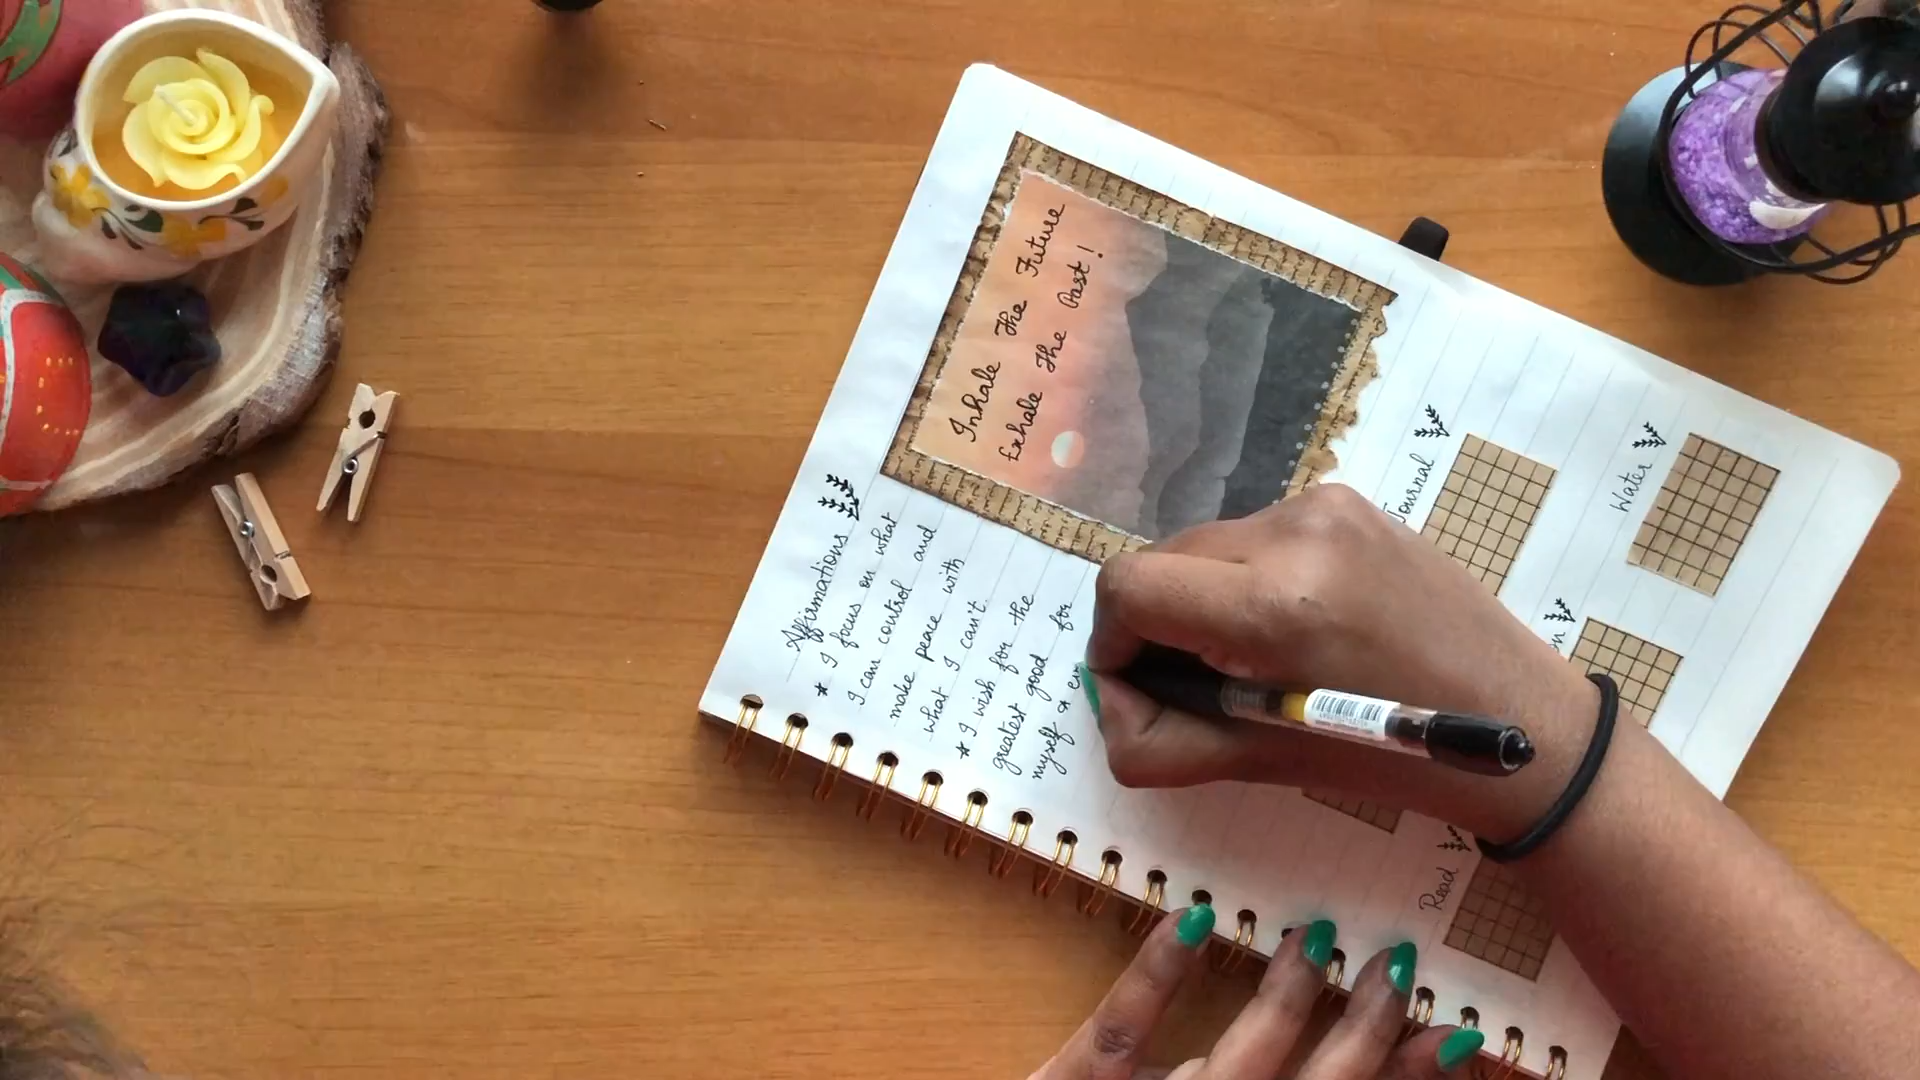 Inhale The Future
Exhale The Past!
Affirmations
* I focus on what
I can control and
make peace with
what I can't.
* I wish for the
greatest good for
myself &
Journal
Water
Read